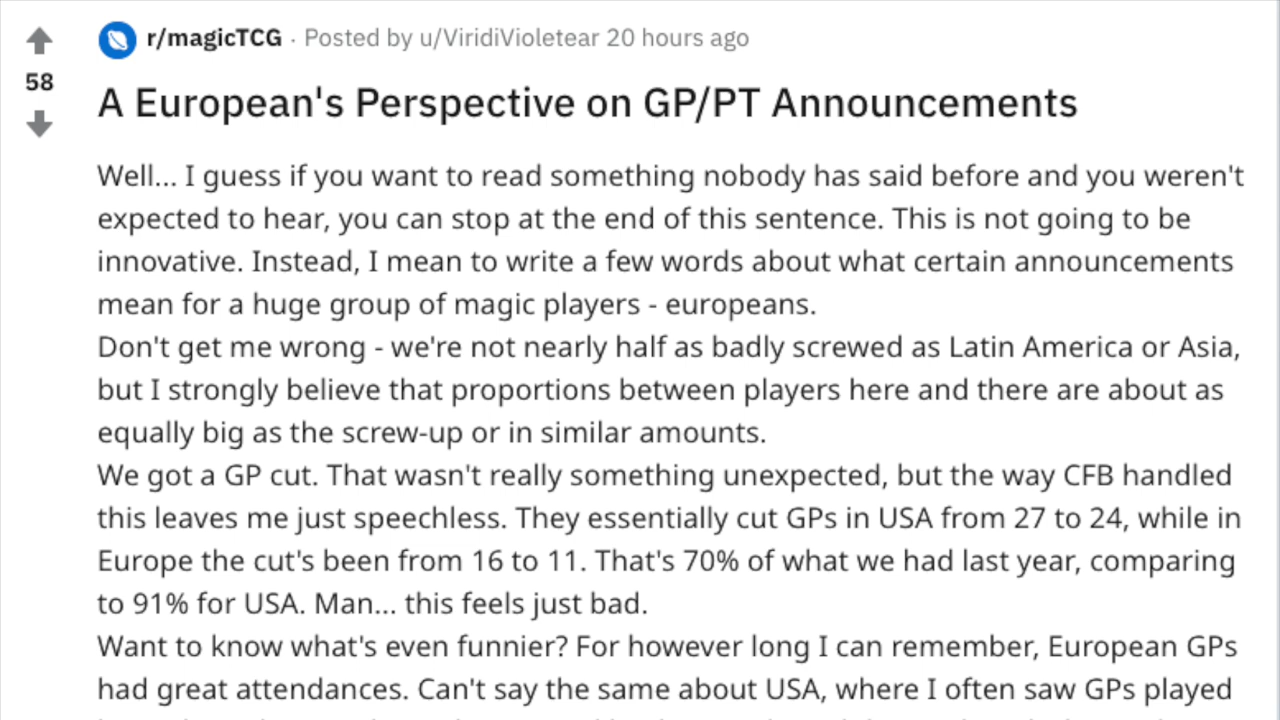 r/magicTCG · Posted by u/ViridiVioletear 20 hours ago
58
A European's Perspective on GP/PT Announcements
Well... I guess if you want to read something nobody has said before and you weren't
expected to hear, you can stop at the end of this sentence. This is not going to be
innovative. Instead, I mean to write a few words about what certain announcements
mean for a huge group of magic players - europeans.
Don't get me wrong - we're not nearly half as badly screwed as Latin America or Asia,
but I strongly believe that proportions between players here and there are about as
equally big as the screw-up or in similar amounts.
We got a GP cut. That wasn't really something unexpected, but the way CFB handled
this leaves me just speechless. They essentially cut GPs in USA from 27 to 24, while in
Europe the cut's been from 16 to 11. That's 70% of what we had last year, comparing
to 91% for USA. Man... this feels just bad.
Want to know what's even funnier? For however long I can remember, European GPs
had great attendances. Can't say the same about USA, where I often saw GPs played